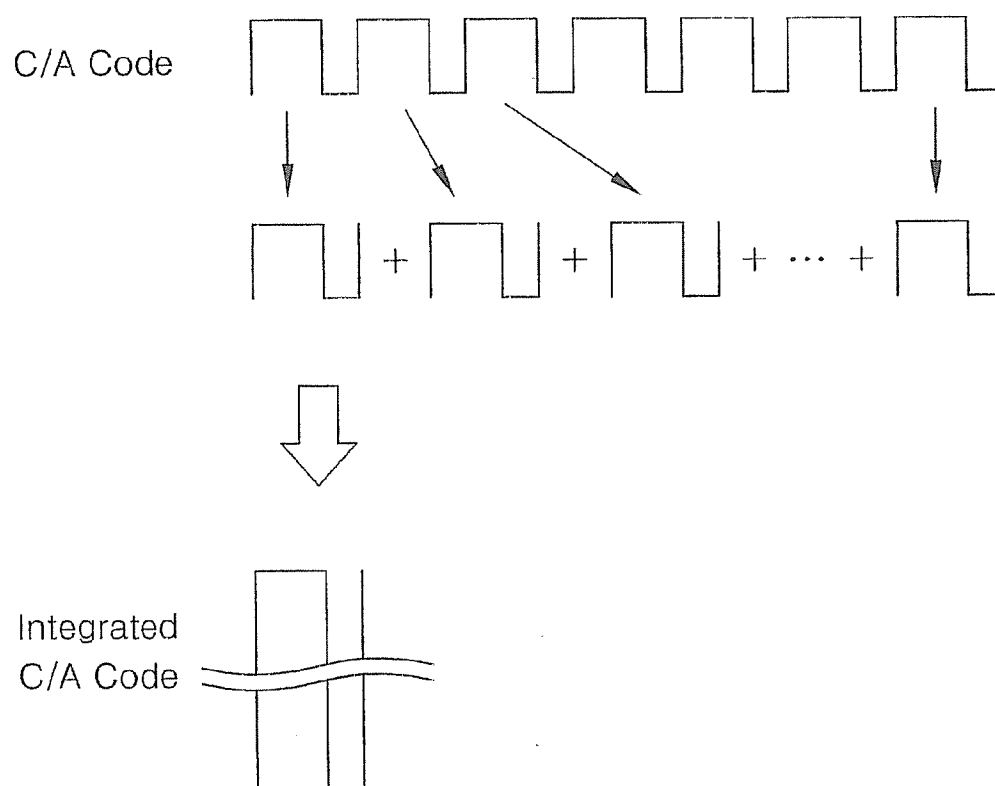 C/A Code
+ + + ... +
Integrated
C/A Code